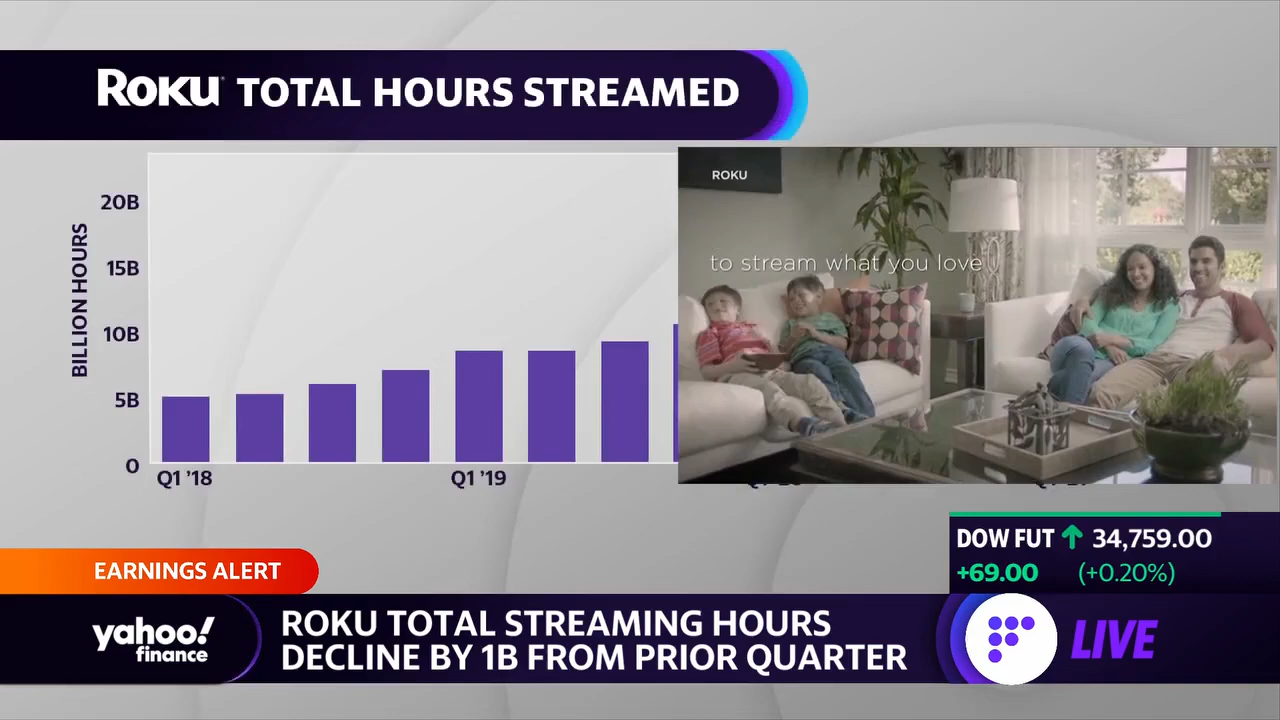 ROKU TOTAL HOURS STREAMED
ROKU
to stream what you love
BILLION HOURS
20B
15B
10B
5B
0
Q1 '18
Q1 '19
DOW FUT 34,759.00
+69.00 (+0.20%)
EARNINGS ALERT
yahoo!
finance
ROKU TOTAL STREAMING HOURS
DECLINE BY 1B FROM PRIOR QUARTER
LIVE